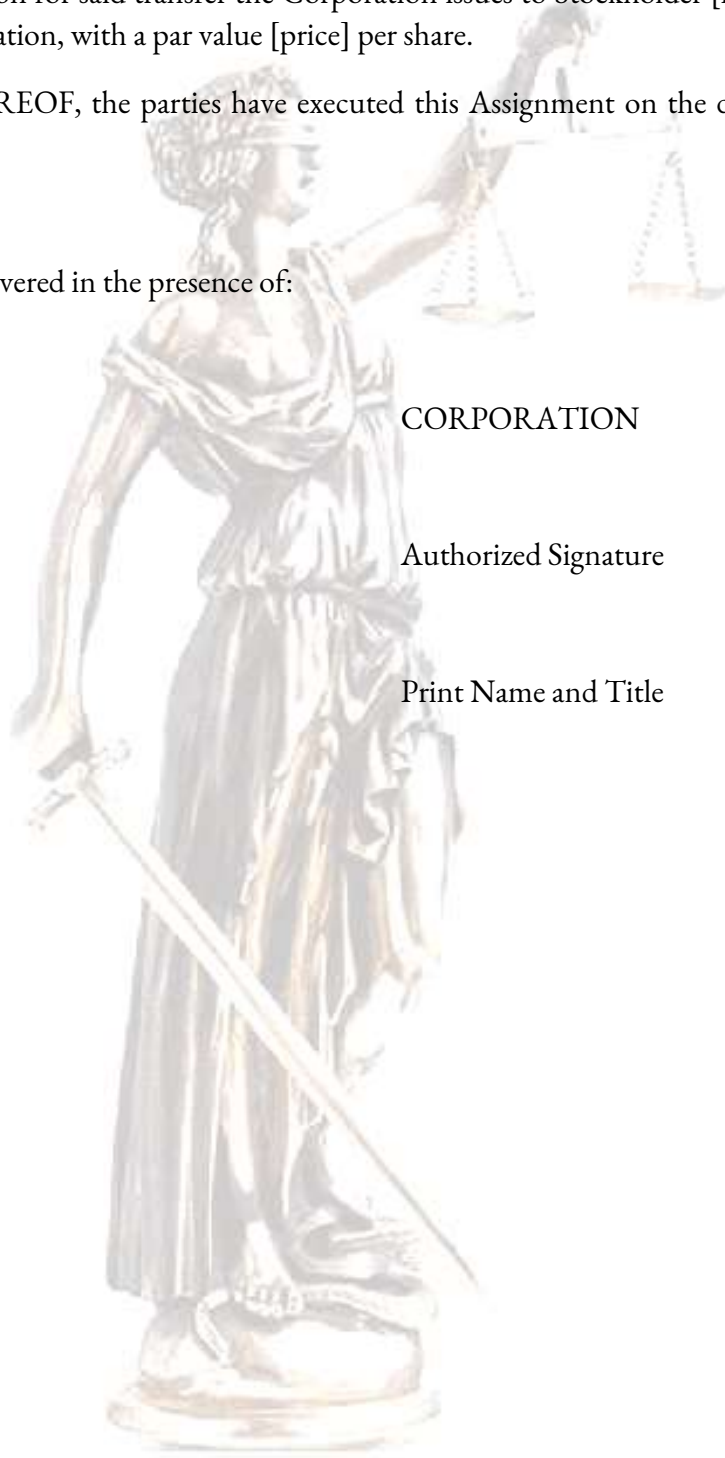 on for said transfer the Corporation issues to Stockholder
ation, with a par value [price] per share.
REOF, the parties have executed this Assignment on the
vered in the presence of:
CORPORATION
Authorized Signature
Print Name and Title